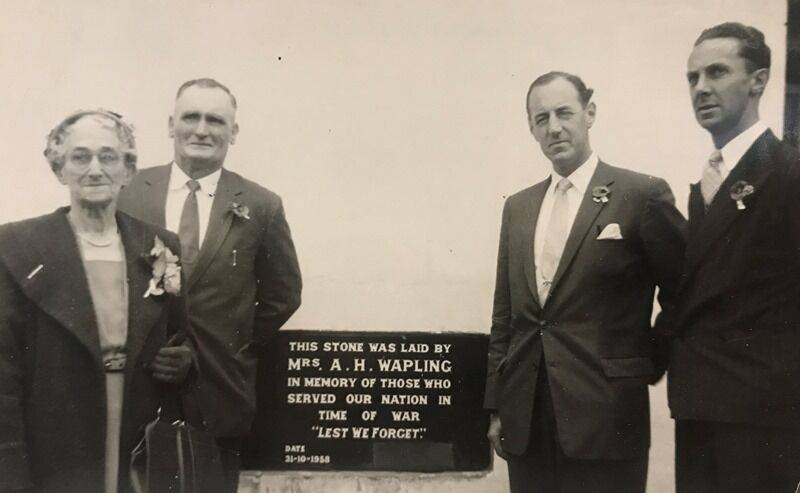 THIS STONE WAS LAID BY
MRS. A. H. WAPLING
IN MEMORY OF THOSE WHO
SERVED OUR NATION IN
TIME OF WAR
"LEST WE FORGET."
DATE
31-10-1958